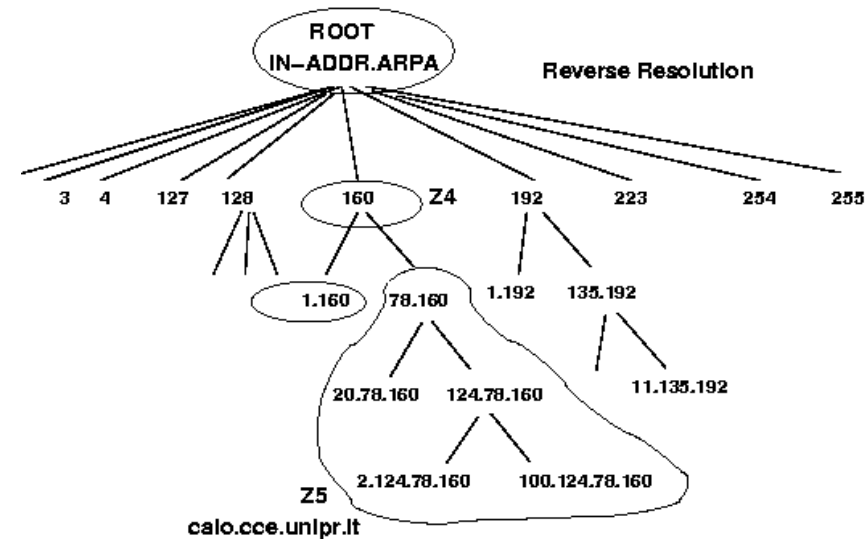 ROOT
IN-ADDR.ARPA
Reverse Resolution
3 4 127 128 160 Z4 192 223 254 255
1.160 78.160 1.192 135.192
20.78.160 124.78.160 11.135.192
2.124.78.160 100.124.78.160
Z5
calo.cce.unipr.it